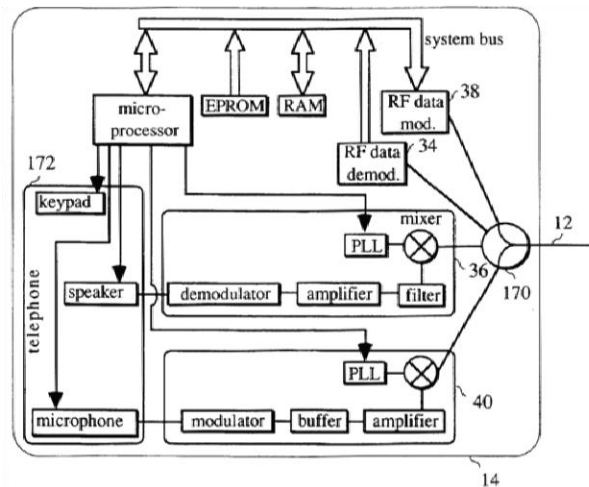 system bus
micro-
processor
EPROM
RAM
RF data
mod.
38
RF data
demod.
34
172
keypad
mixer
PLL
12
36
170
speaker
demodulator
amplifier
filter
telephone
PLL
40
microphone
modulator
buffer
amplifier
14